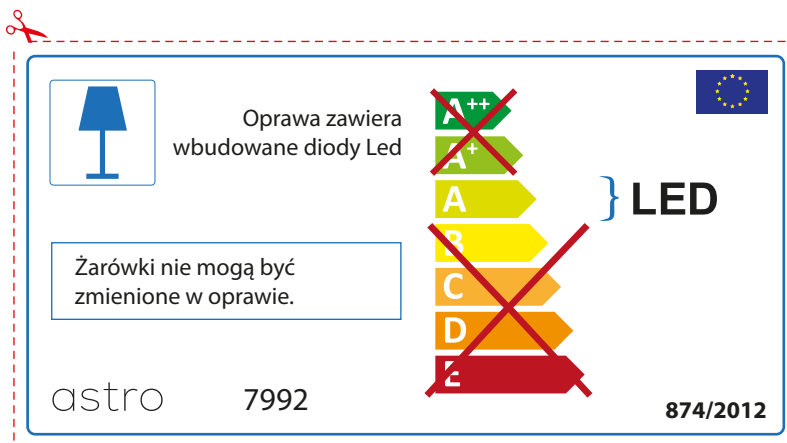 Oprawa zawiera
wbudowane diody Led
A++
A+
A
B
C
D
E
LED
Żarówki nie mogą być
zmienione w oprawie.
astro
7992
874/2012